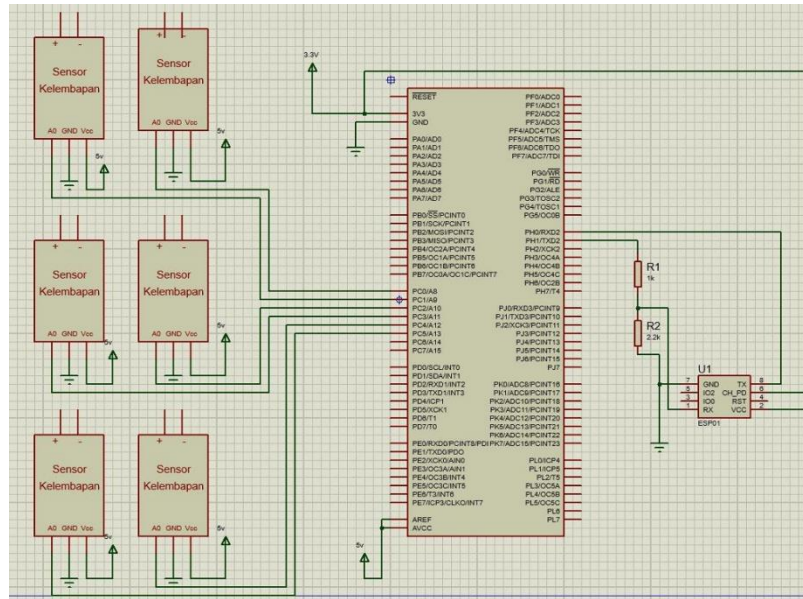 Sensor
Kelembapan
A0 GND Vcc
5v
Sensor
Kelembapan
A0 GND Vcc
5v
Sensor
Kelembapan
A0 GND Vcc
5v
Sensor
Kelembapan
A0 GND Vcc
5v
Sensor
Kelembapan
A0 GND Vcc
5v
Sensor
Kelembapan
A0 GND Vcc
5v
3.3V
RESET
3V3
GND
PA0/AD0
PA1/AD1
PA2/AD2
PA3/AD3
PA4/AD4
PA5/AD5
PA6/AD6
PA7/AD7
PB0/SS/PCINT0
PB1/SCK/PCINT1
PB2/MOSI/PCINT2
PB3/MISO/PCINT3
PB4/OC2A/PCINT4
PB5/OC1A/PCINT5
PB6/OC1B/PCINT6
PB7/OC0A/OC1C/PCINT7
PC0/A8
PC1/A9
PC2/A10
PC3/A11
PC4/A12
PC5/A13
PC6/A14
PC7/A15
PD0/SCL/INT0
PD1/SDA/INT1
PD2/RXD1/INT2
PD3/TXD1/INT3
PD4/ICP1
PD5/XCK1
PD6/T1
PD7/T0
PE0/RXD0/PCINT8/PDI
PE1/TXD0/PDO
PE2/XCK0/AIN0
PE3/OC3A/AIN1
PE4/OC3B/INT4
PE5/OC3C/INT5
PE6/T3/INT6
PE7/ICP3/CLKO/INT7
AREF
AVCC
5v
PF0/ADC0
PF1/ADC1
PF2/ADC2
PF3/ADC3
PF4/ADC4/TCK
PF5/ADC5/TMS
PF6/ADC6/TDO
PF7/ADC7/TDI
PG0/WR
PG1/RD
PG2/ALE
PG3/TOSC2
PG4/TOSC1
PG5/OC0B
PH0/RXD2
PH1/TXD2
PH2/XCK2
PH3/OC4A
PH4/OC4B
PH5/OC4C
PH6/OC2B
PH7/T4
PJ0/RXD3/PCINT9
PJ1/TXD3/PCINT10
PJ2/XCK3/PCINT11
PJ3/PCINT12
PJ4/PCINT13
PJ5/PCINT14
PJ6/PCINT15
PJ7
PK0/ADC8/PCINT16
PK1/ADC9/PCINT17
PK2/ADC10/PCINT18
PK3/ADC11/PCINT19
PK4/ADC12/PCINT20
PK5/ADC13/PCINT21
PK6/ADC14/PCINT22
PK7/ADC15/PCINT23
PL0/ICP4
PL1/ICP5
PL2/T5
PL3/OC5A
PL4/OC5B
PL5/OC5C
PL6
PL7
R1
1k
R2
2.2k
U1
7 GND TX 8
5 IO2 CH_PD 6
3 IO0 RST 4
1 RX VCC 2
ESP01